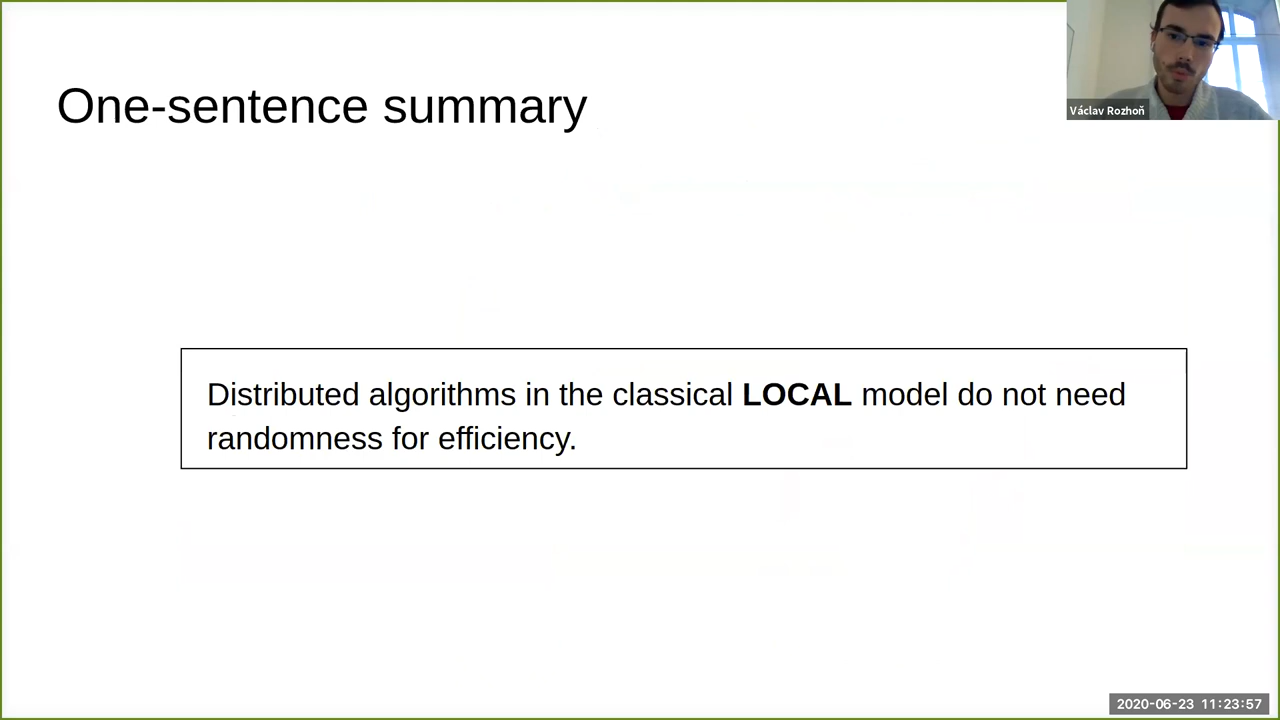 One-sentence summary
Václav Rozhoň
Distributed algorithms in the classical LOCAL model do not need
randomness for efficiency.
2020-06-23 11:23:57